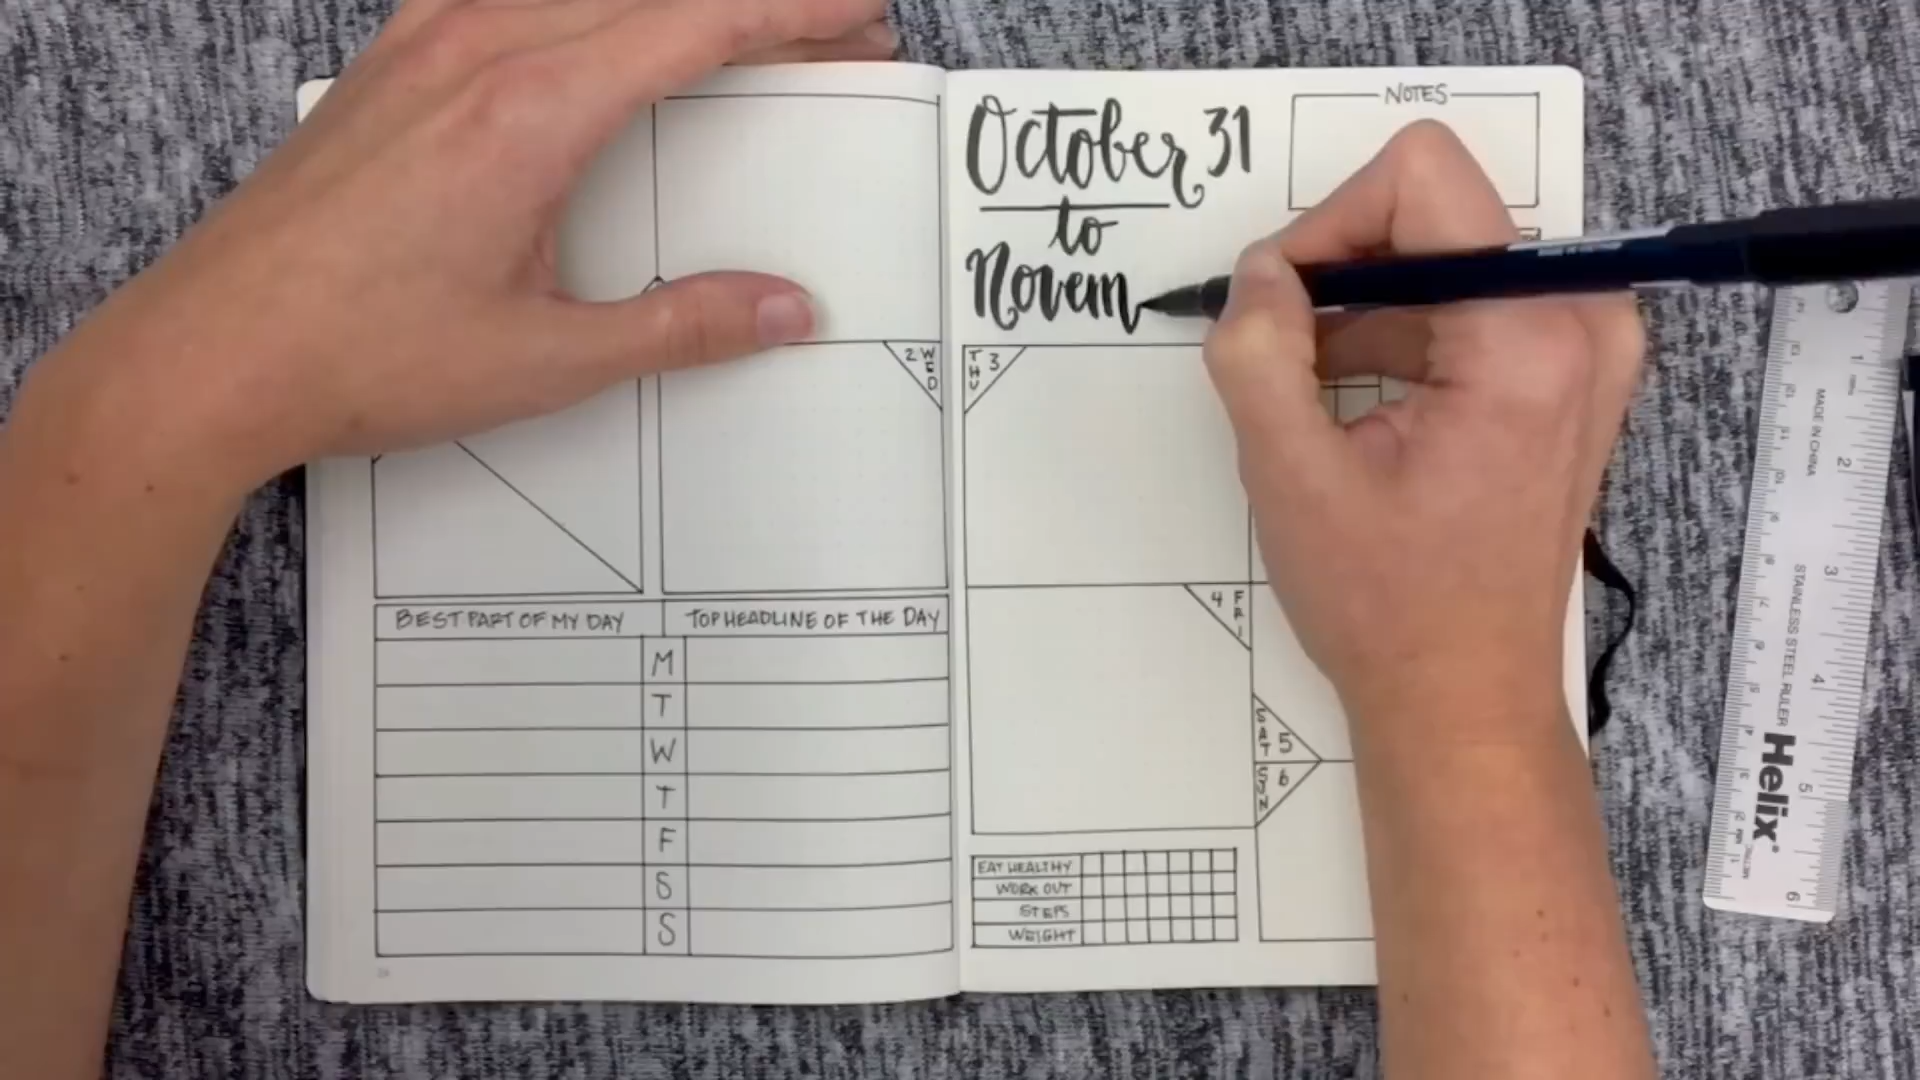 2 WED
BEST PART OF MY DAY
TOP HEADLINE OF THE DAY
M
T
W
T
F
S
S
October 31
to
Novem
NOTES
THU 3
4 FRI
SAT 5
SUN 6
EAT HEALTHY
WORK OUT
STEPS
WEIGHT
MADE IN CHINA
STAINLESS STEEL RULER
Helix
1
2
3
4
5
6